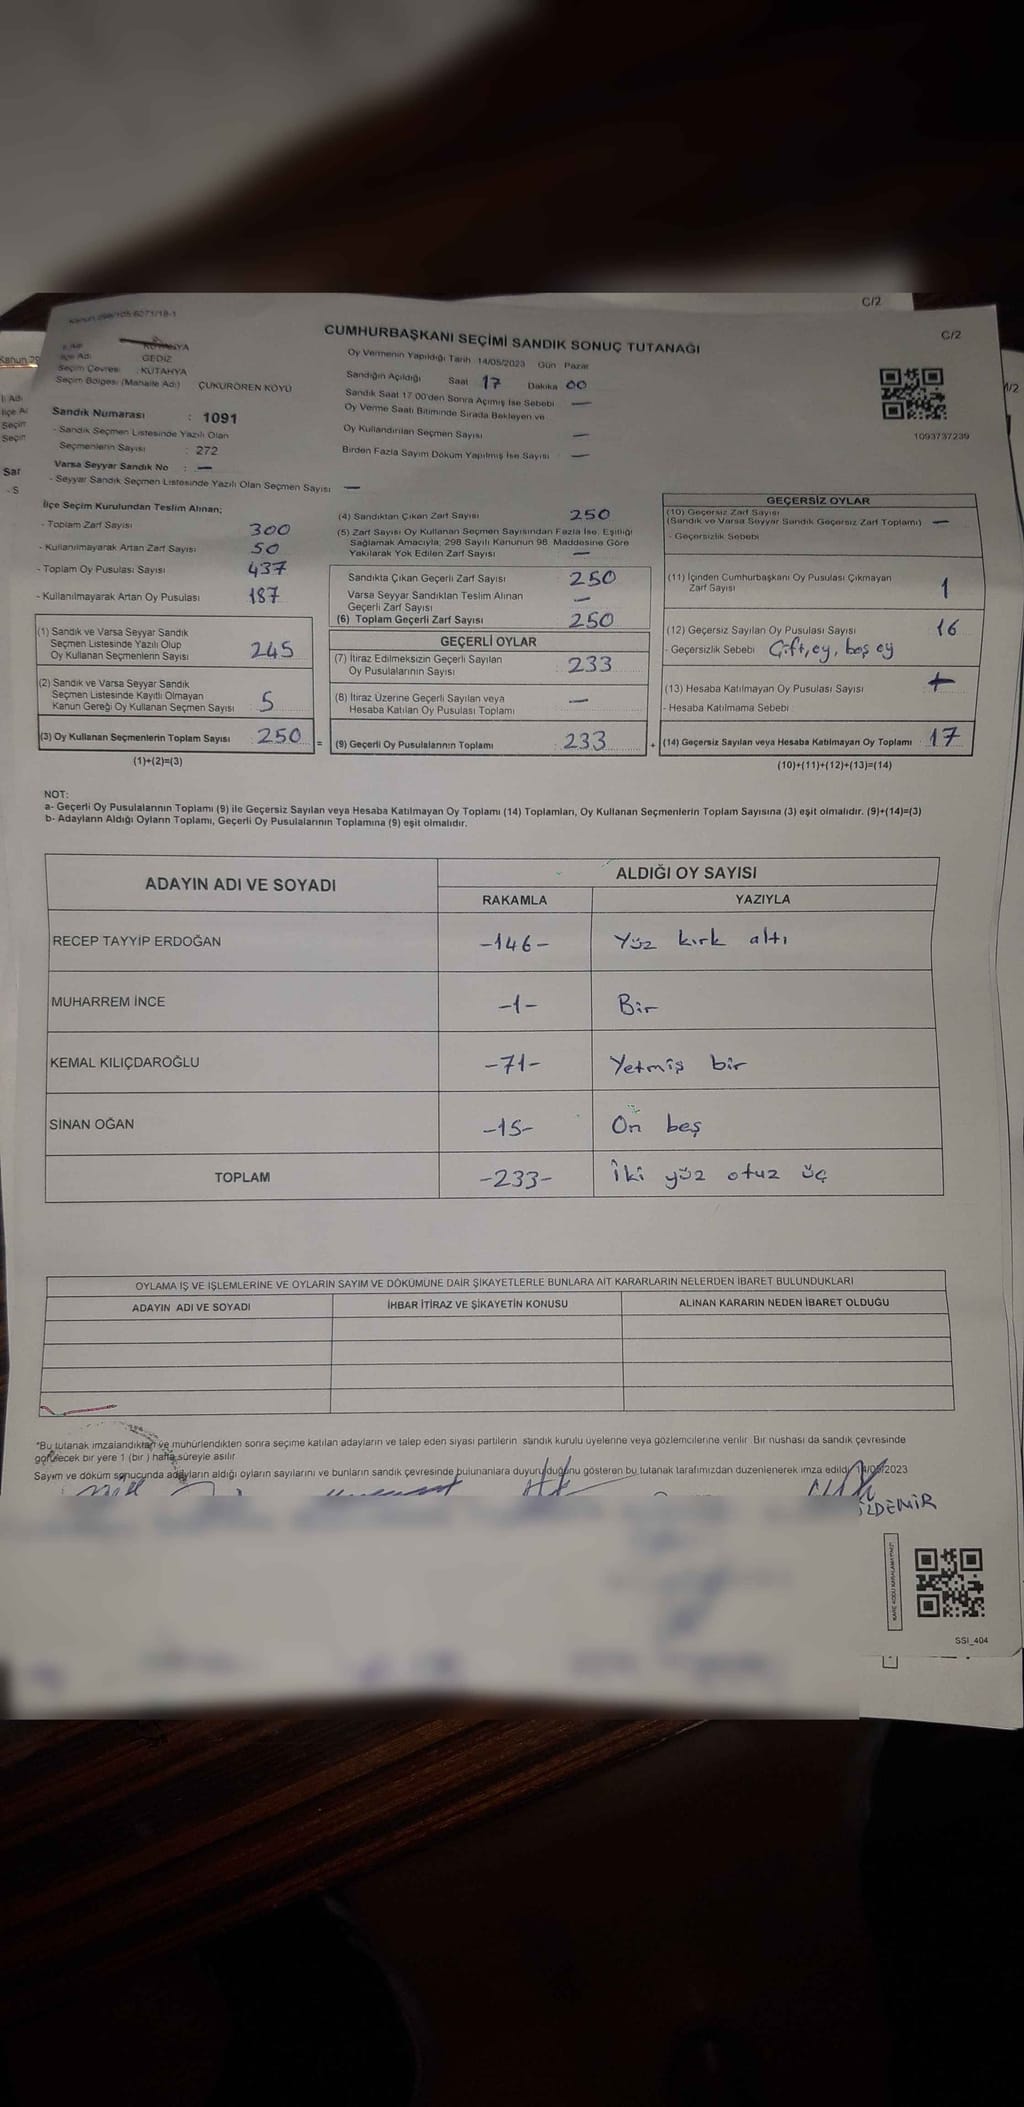 C/2
C/2
CUMHURBAŞKANI SEÇİMİ SANDIK SONUÇ TUTANAĞI
Kanun 29
İlçe Adı GEDİZ
Seçim Çevresi : KÜTAHYA
Seçim Bölgesi (Mahalle Adı) ÇUKURÖREN KÖYÜ
Sandık Numarası : 1091
- Sandık Seçmen Listesinde Yazılı Olan
Seçmenlerin Sayısı : 272
Varsa Seyyar Sandık No : —
- Seyyar Sandık Seçmen Listesinde Yazılı Olan Seçmen Sayısı —
Oy Vermenin Yapıldığı Tarih 14/05/2023 Gün Pazar
Sandığın Açıldığı Saat 17 Dakika 00
Sandık Saat 17.00'den Sonra Açılmış İse Sebebi —
Oy Verme Saati Bitiminde Sırada Bekleyen ve
Oy Kullandırılan Seçmen Sayısı —
Birden Fazla Sayım Döküm Yapılmış İse Sayısı —
1093737239
İlçe Seçim Kurulundan Teslim Alınan;
- Toplam Zarf Sayısı 300
- Kullanılmayarak Artan Zarf Sayısı 50
- Toplam Oy Pusulası Sayısı 437
- Kullanılmayarak Artan Oy Pusulası 187
(1) Sandık ve Varsa Seyyar Sandık
Seçmen Listesinde Yazılı Olup
Oy Kullanan Seçmenlerin Sayısı 245
(2) Sandık ve Varsa Seyyar Sandık
Seçmen Listesinde Kayıtlı Olmayan
Kanun Gereği Oy Kullanan Seçmen Sayısı 5
(3) Oy Kullanan Seçmenlerin Toplam Sayısı 250 =
(1)+(2)=(3)
(4) Sandıktan Çıkan Zarf Sayısı 250
(5) Zarf Sayısı Oy Kullanan Seçmen Sayısından Fazla İse, Eşitliği
Sağlamak Amacıyla, 298 Sayılı Kanunun 98. Maddesine Göre
Yakılarak Yok Edilen Zarf Sayısı —
Sandıkta Çıkan Geçerli Zarf Sayısı 250
Varsa Seyyar Sandıktan Teslim Alınan
Geçerli Zarf Sayısı —
(6) Toplam Geçerli Zarf Sayısı 250
GEÇERLİ OYLAR
(7) İtiraz Edilmeksizin Geçerli Sayılan
Oy Pusulalarının Sayısı 233
(8) İtiraz Üzerine Geçerli Sayılan veya
Hesaba Katılan Oy Pusulası Toplamı —
(9) Geçerli Oy Pusulalarının Toplamı 233 +
GEÇERSİZ OYLAR
(10) Geçersiz Zarf Sayısı
(Sandık ve Varsa Seyyar Sandık Geçersiz Zarf Toplamı) —
- Geçersizlik Sebebi
(11) İçinden Cumhurbaşkanı Oy Pusulası Çıkmayan
Zarf Sayısı 1
(12) Geçersiz Sayılan Oy Pusulası Sayısı 16
- Geçersizlik Sebebi Çift, ey, boş ey
(13) Hesaba Katılmayan Oy Pusulası Sayısı
- Hesaba Katılmama Sebebi
(14) Geçersiz Sayılan veya Hesaba Katılmayan Oy Toplamı 17
(10)+(11)+(12)+(13)=(14)
NOT:
a- Geçerli Oy Pusulalarının Toplamı (9) ile Geçersiz Sayılan veya Hesaba Katılmayan Oy Toplamı (14) Toplamları, Oy Kullanan Seçmenlerin Toplam Sayısına (3) eşit olmalıdır. (9)+(14)=(3)
b- Adayların Aldığı Oyların Toplamı, Geçerli Oy Pusulalarının Toplamına (9) eşit olmalıdır.
ADAYIN ADI VE SOYADI
ALDIĞI OY SAYISI
RAKAMLA YAZIYLA
RECEP TAYYİP ERDOĞAN -146- Yüz kırk altı
MUHARREM İNCE -1- Bir
KEMAL KILIÇDAROĞLU -71- Yetmiş bir
SİNAN OĞAN -15- On beş
TOPLAM -233- İki yüz otuz üç
OYLAMA İŞ VE İŞLEMLERİNE VE OYLARIN SAYIM VE DÖKÜMÜNE DAİR ŞİKAYETLERLE BUNLARA AİT KARARLARIN NELERDEN İBARET BULUNDUKLARI
ADAYIN ADI VE SOYADI İHBAR İTİRAZ VE ŞİKAYETİN KONUSU ALINAN KARARIN NEDEN İBARET OLDUĞU
"Bu tutanak imzalandıktan ve mühürlendikten sonra seçime katılan adayların ve talep eden siyasi partilerin sandık kurulu üyelerine veya gözlemcilerine verilir. Bir nüshası da sandık çevresinde
görülecek bir yere 1 (bir) hafta süreyle asılır
Sayım ve döküm sonucunda adayların aldığı oyların sayılarını ve bunların sandık çevresinde bulunanlara duyurulduğunu gösteren bu tutanak tarafımızdan düzenlenerek imza edildi. 14/05/2023
SSI_404